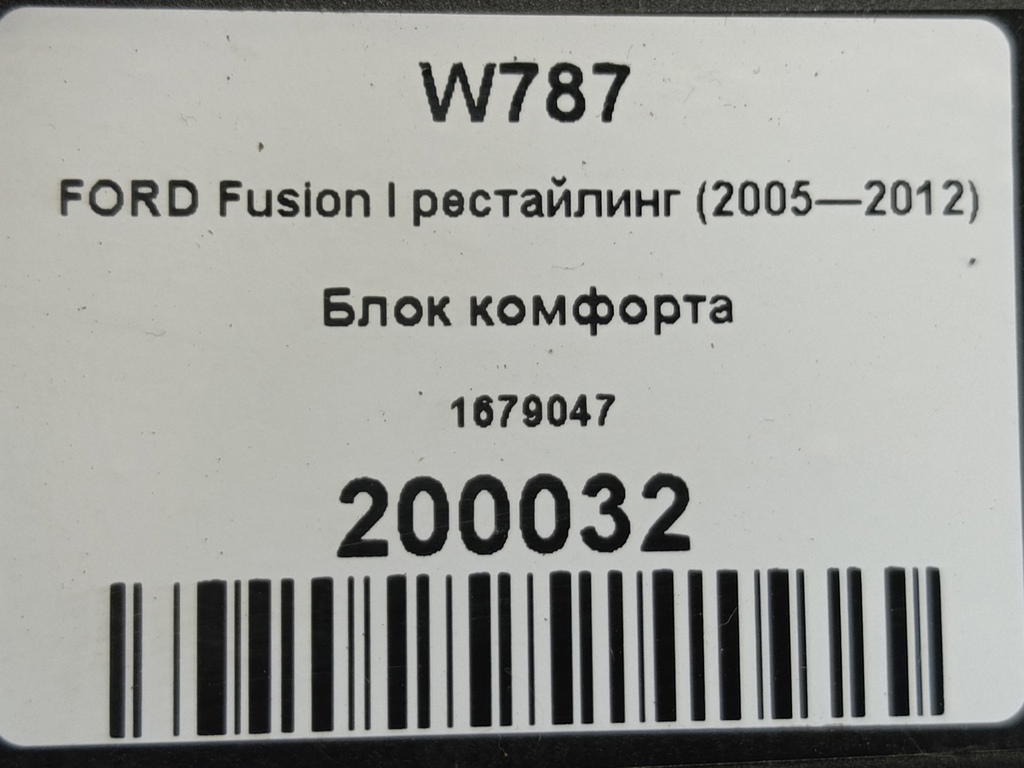 W787
FORD Fusion I рестайлинг (2005—2012)
Блок комфорта
1679047
200032